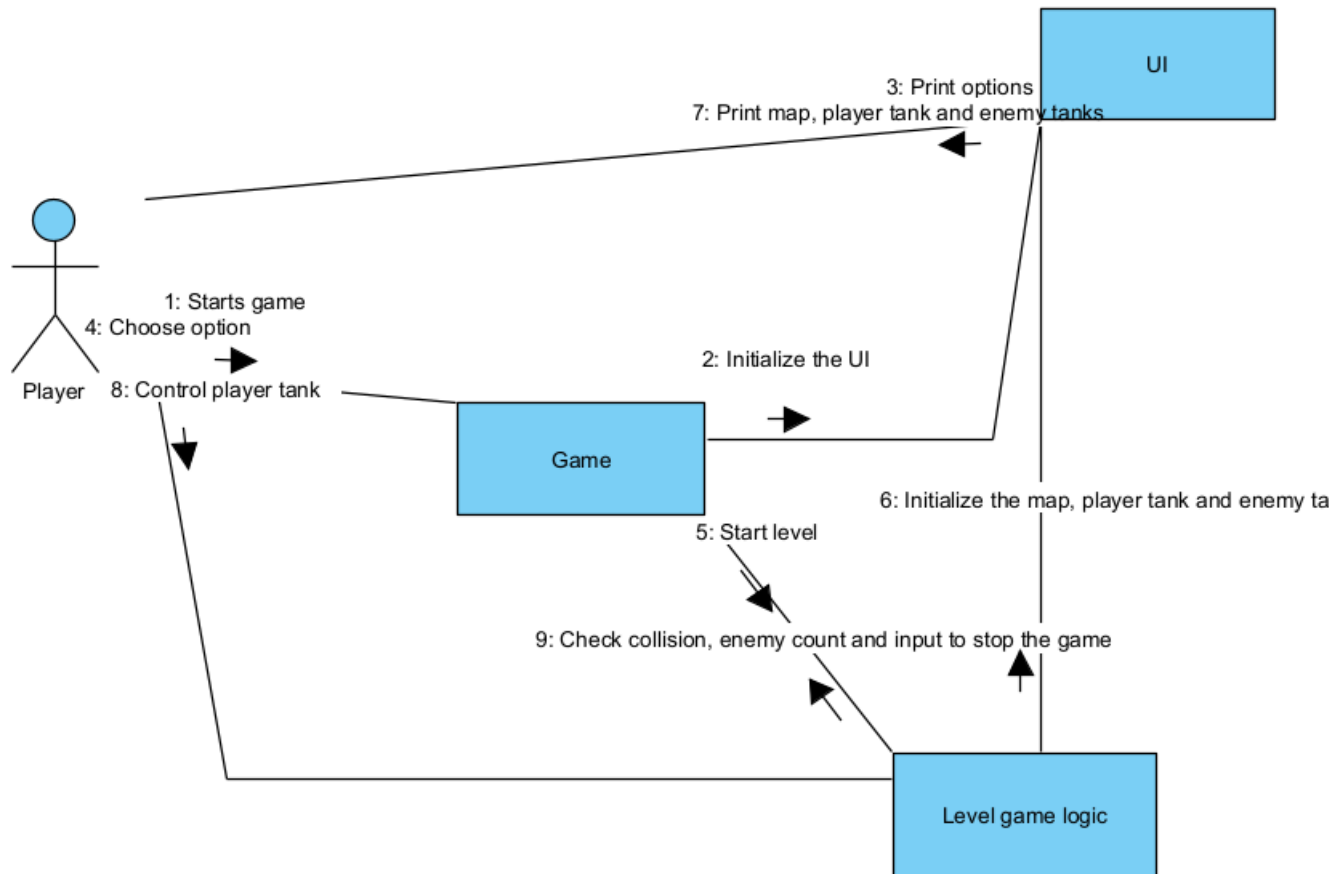 UI
3: Print options
7: Print map, player tank and enemy tanks
1: Starts game
4: Choose option
2: Initialize the UI
Player
8: Control player tank
Game
6: Initialize the map, player tank and enemy ta
5: Start level
9: Check collision, enemy count and input to stop the game
Level game logic